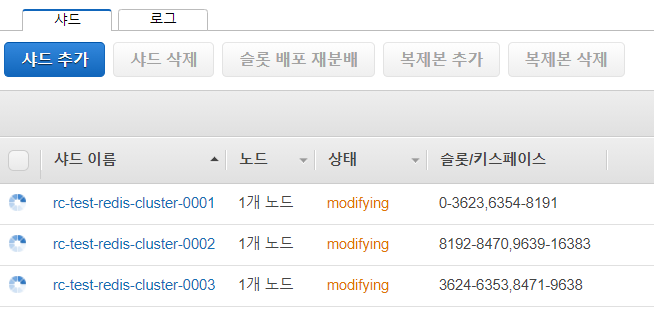 샤드 로그
샤드 추가 샤드 삭제 슬롯 배포 재분배 복제본 추가 복제본 삭제
샤드 이름 노드 상태 슬롯/키스페이스
rc-test-redis-cluster-0001 1개 노드 modifying 0-3623,6354-8191
rc-test-redis-cluster-0002 1개 노드 modifying 8192-8470,9639-16383
rc-test-redis-cluster-0003 1개 노드 modifying 3624-6353,8471-9638